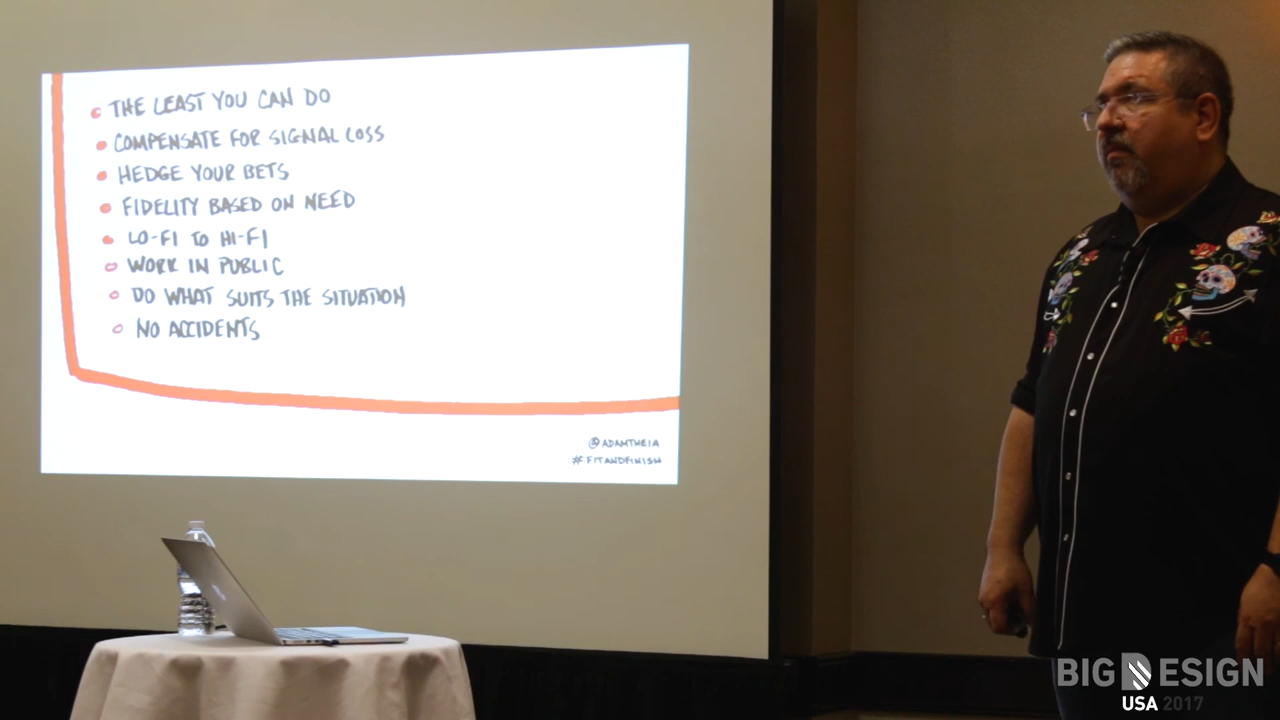 THE LEAST YOU CAN DO
COMPENSATE FOR SIGNAL LOSS
HEDGE YOUR BETS
FIDELITY BASED ON NEED
LO-FI TO HI-FI
WORK IN PUBLIC
DO WHAT SUITS THE SITUATION
NO ACCIDENTS
@ADAMTHEIA
#FITANDFINISH
BIG DESIGN
USA 2017